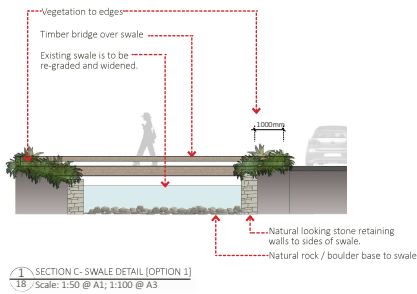 Vegetation to edges
Timber bridge over swale
Existing swale is to be
re-graded and widened.
1000mm
Natural looking stone retaining
walls to sides of swale.
Natural rock / boulder base to swale
1
18
SECTION C- SWALE DETAIL [OPTION 1]
Scale: 1:50 @ A1; 1:100 @ A3